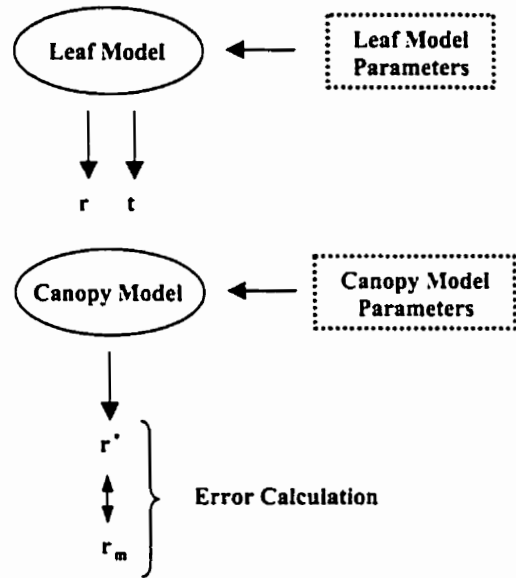 Leaf Model
Leaf Model
Parameters
r t
Canopy Model
Canopy Model
Parameters
r*
Error Calculation
rm